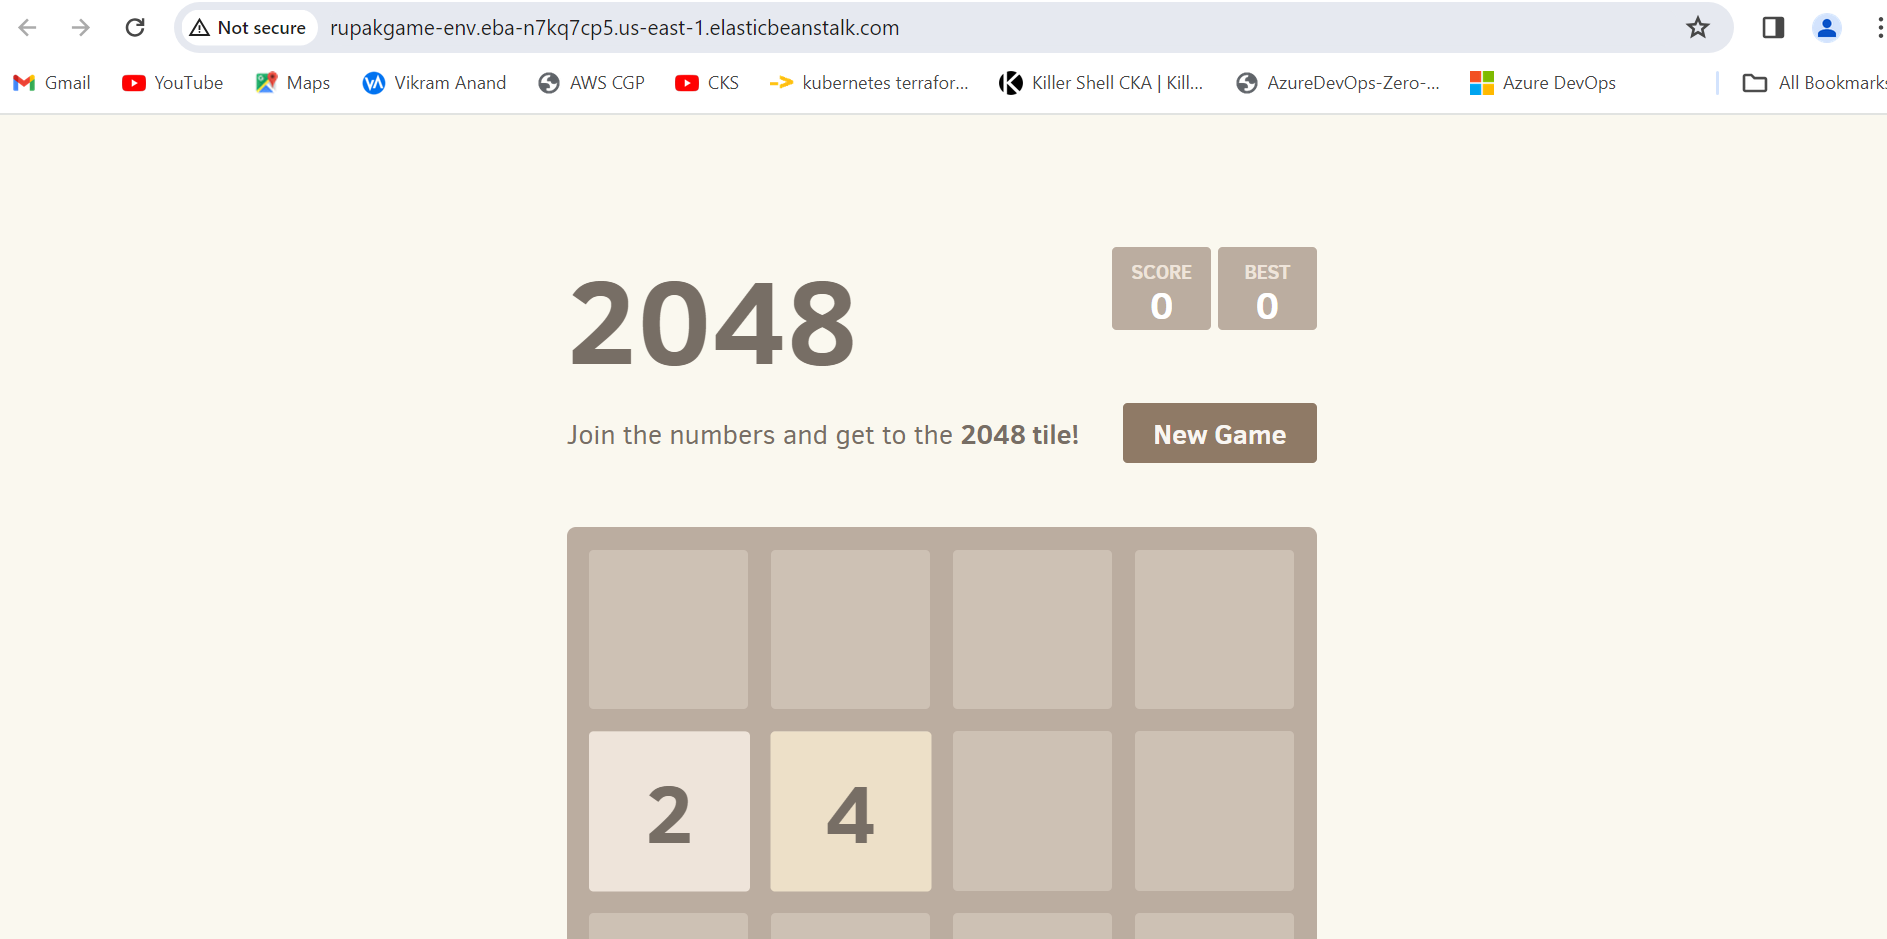 Not secure rupakgame-env.eba-n7kq7cp5.us-east-1.elasticbeanstalk.com
Gmail YouTube Maps Vikram Anand AWS CGP CKS kubernetes terrafor... Killer Shell CKA | Kill... AzureDevOps-Zero-... Azure DevOps All Bookmarks
SCORE BEST
0 0
2048
Join the numbers and get to the 2048 tile! New Game
2 4